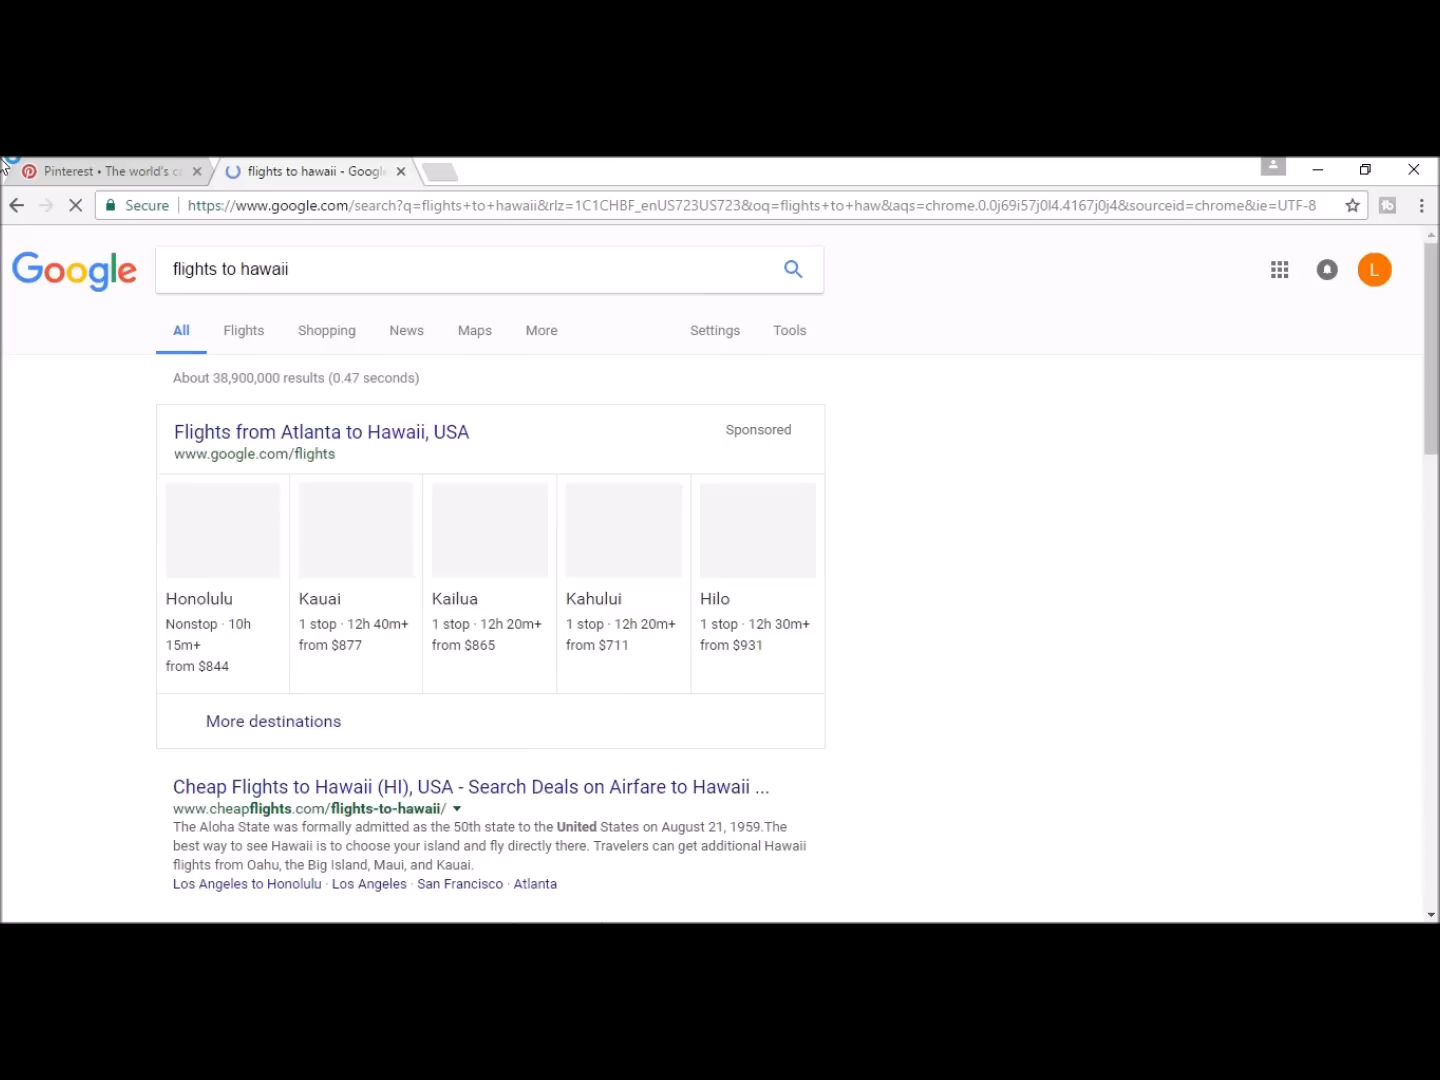 Pinterest • The world's ca
flights to hawaii - Google
Secure
https://www.google.com/search?q=flights+to+hawaii&rlz=1C1CHBF_enUS723US723&oq=flights+to+haw&aqs=chrome.0.0j69i57j0l4.4167j0j4&sourceid=chrome&ie=UTF-8
Google
flights to hawaii
L
All Flights Shopping News Maps More Settings Tools
About 38,900,000 results (0.47 seconds)
Flights from Atlanta to Hawaii, USA
Sponsored
www.google.com/flights
Honolulu
Nonstop · 10h
15m+
from $844
Kauai
1 stop · 12h 40m+
from $877
Kailua
1 stop · 12h 20m+
from $865
Kahului
1 stop · 12h 20m+
from $711
Hilo
1 stop · 12h 30m+
from $931
More destinations
Cheap Flights to Hawaii (HI), USA - Search Deals on Airfare to Hawaii ...
www.cheapflights.com/flights-to-hawaii/
The Aloha State was formally admitted as the 50th state to the United States on August 21, 1959.The
best way to see Hawaii is to choose your island and fly directly there. Travelers can get additional Hawaii
flights from Oahu, the Big Island, Maui, and Kauai.
Los Angeles to Honolulu · Los Angeles · San Francisco · Atlanta